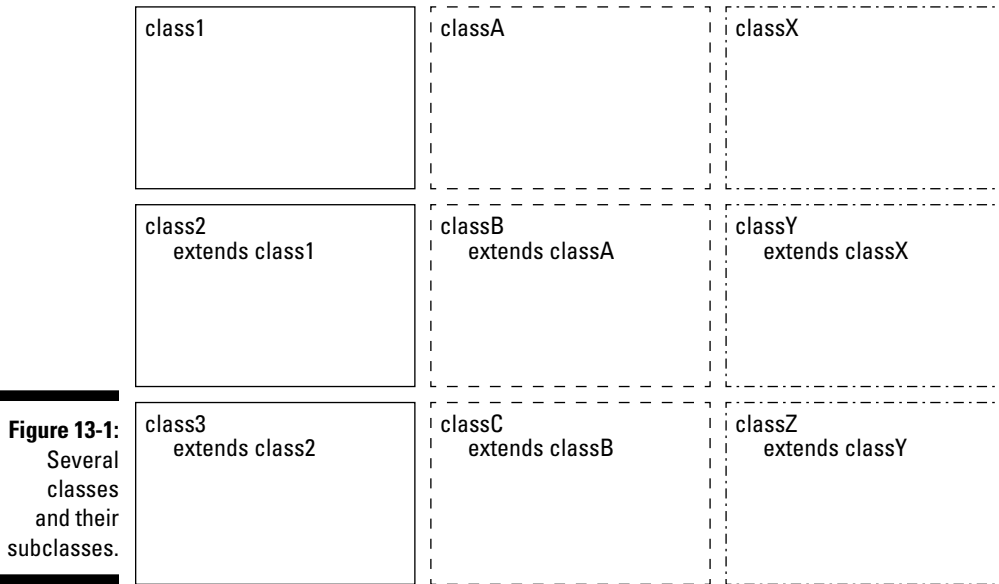 class1
classA
classX
class2
extends class1
classB
extends classA
classY
extends classX
Figure 13-1:
Several
classes
and their
subclasses.
class3
extends class2
classC
extends classB
classZ
extends classY